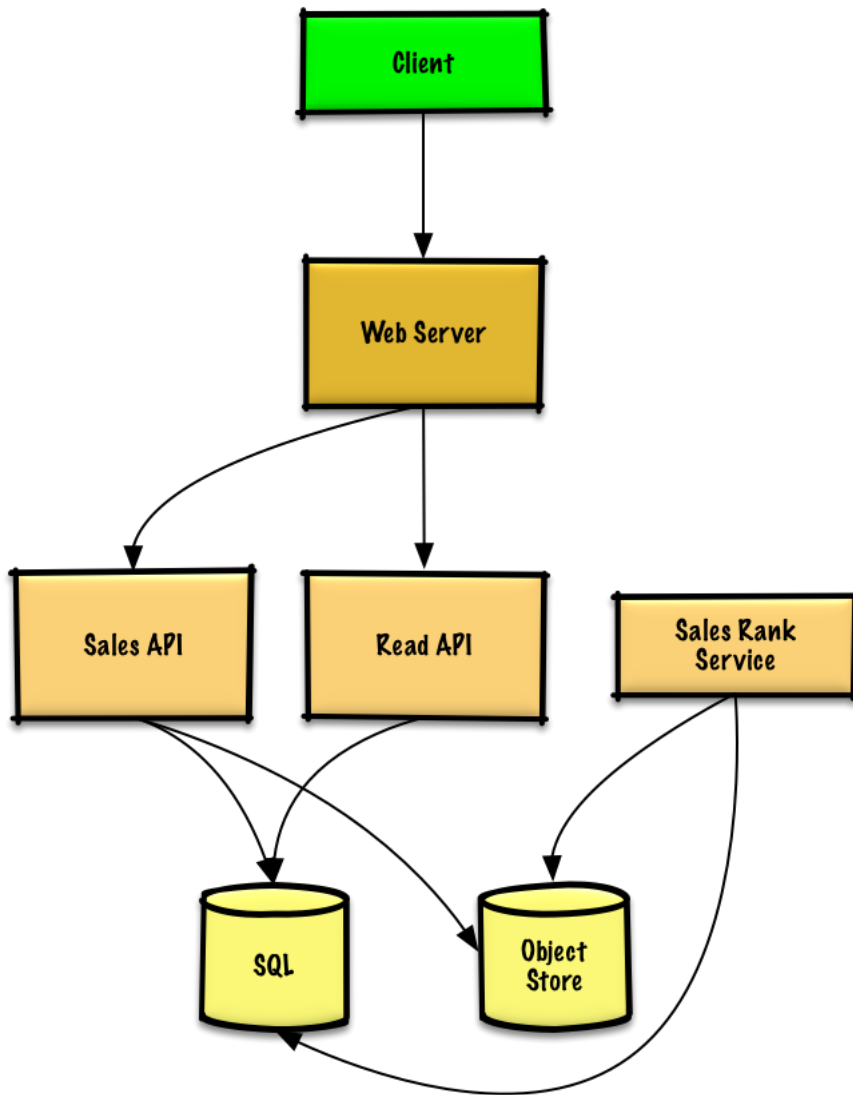 Client
Web Server
Sales API
Read API
Sales Rank
Service
SQL
Object
Store